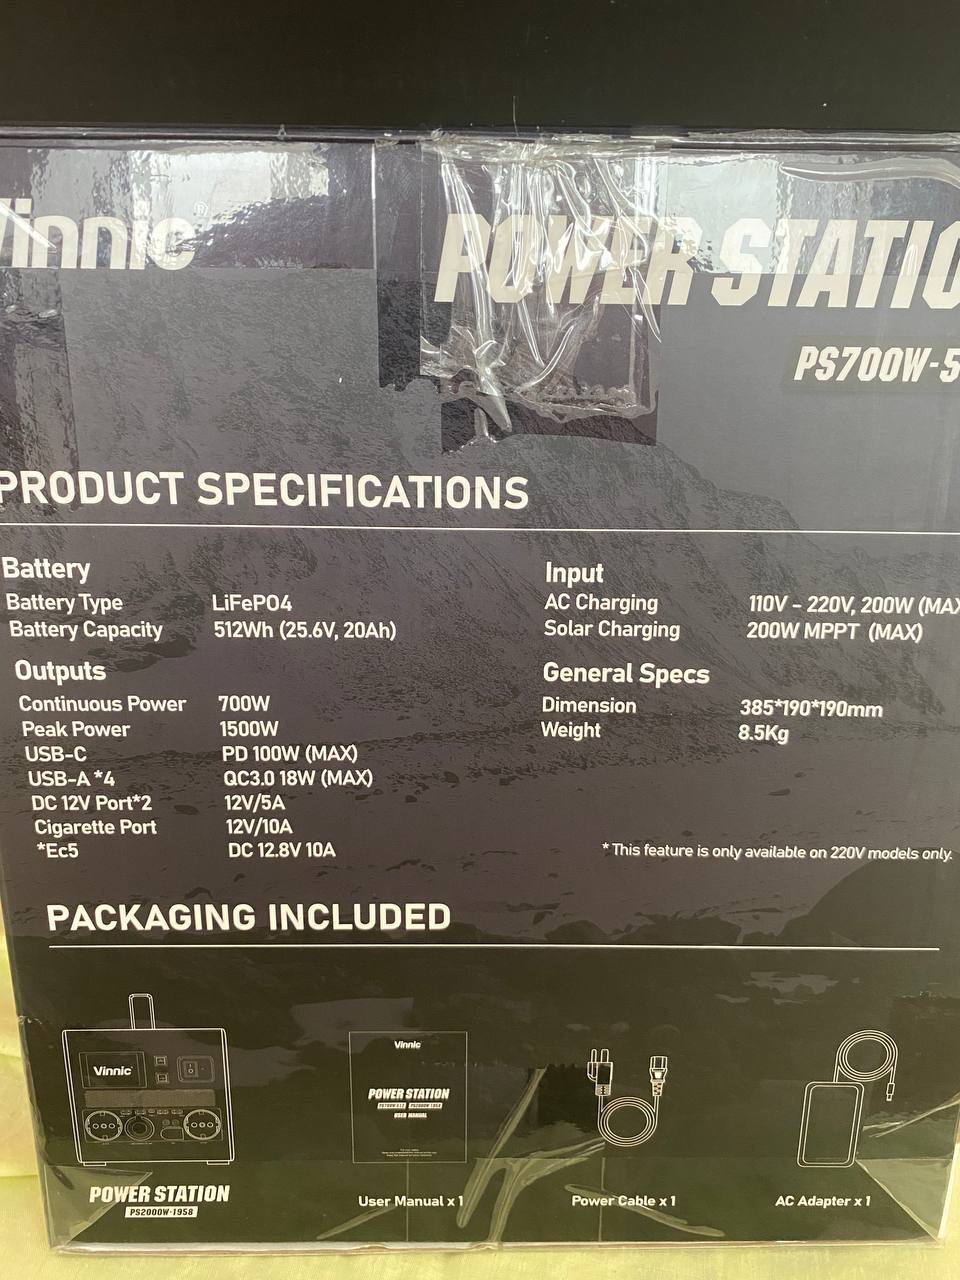 Vinnic®
POWER STATIO
PS700W-5
PRODUCT SPECIFICATIONS
Battery
Battery Type LiFePO4
Battery Capacity 512Wh (25.6V, 20Ah)
Outputs
Continuous Power 700W
Peak Power 1500W
USB-C PD 100W (MAX)
USB-A *4 QC3.0 18W (MAX)
DC 12V Port*2 12V/5A
Cigarette Port 12V/10A
*Ec5 DC 12.8V 10A
Input
AC Charging 110V - 220V, 200W (MAX
Solar Charging 200W MPPT (MAX)
General Specs
Dimension 385*190*190mm
Weight 8.5Kg
* This feature is only available on 220V models only.
PACKAGING INCLUDED
Vinnic
POWER STATION
PS2000W-1958
Vinnic
POWER STATION
PS700W-512 PS2000W-1958
USER MANUAL
User Manual x 1
Power Cable x 1
AC Adapter x 1